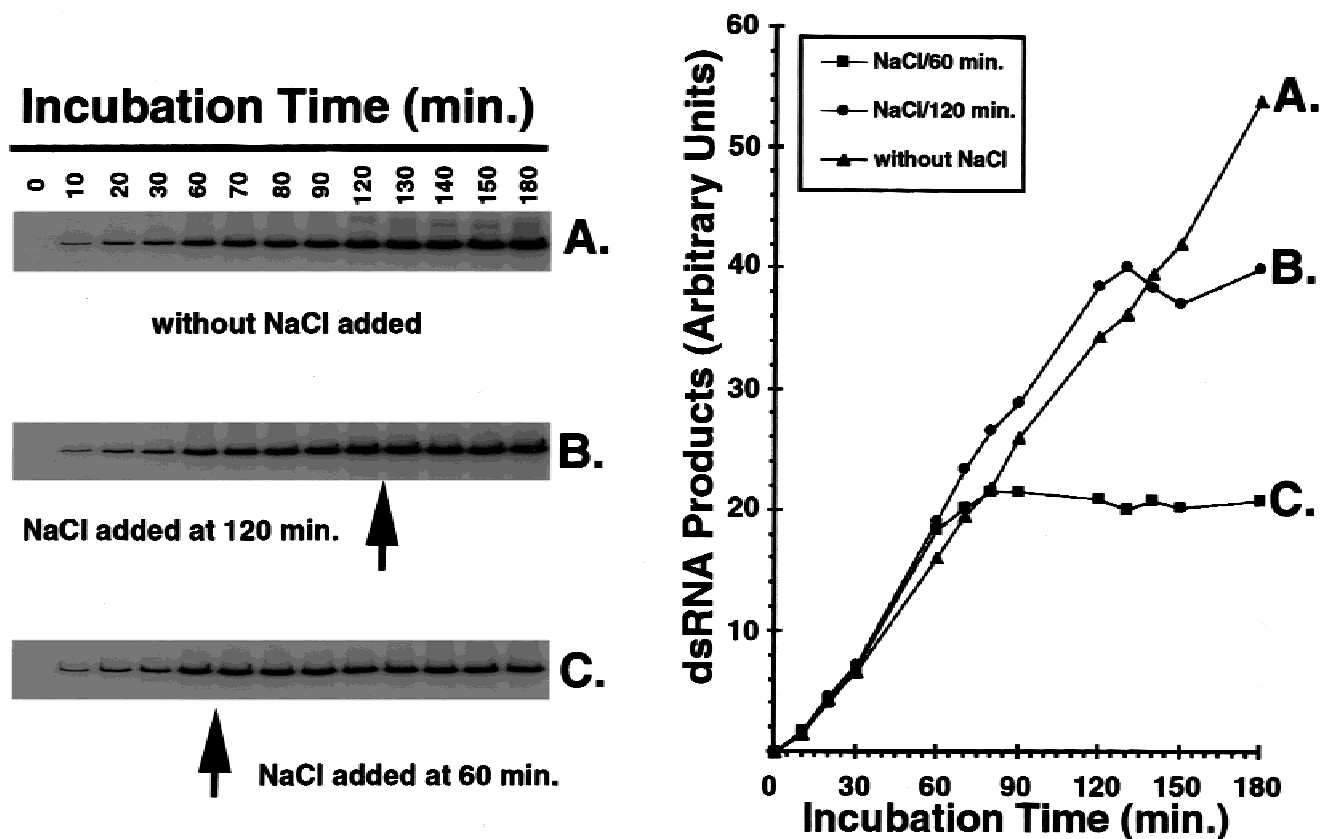 Incubation Time (min.)
0 10 20 30 60 70 80 90 120 130 140 150 180
A.
without NaCl added
B.
NaCl added at 120 min.
C.
NaCl added at 60 min.
dsRNA Products (Arbitrary Units)
60
50
40
30
20
10
NaCl/60 min.
NaCl/120 min.
without NaCl
A.
B.
C.
0 30 60 90 120 150 180
Incubation Time (min.)